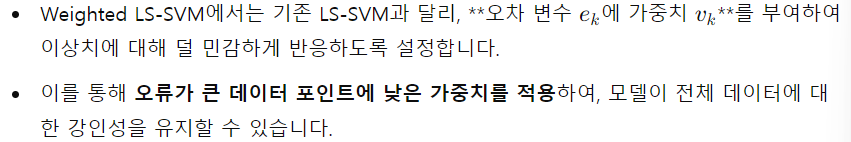 • Weighted LS-SVM에서는 기존 LS-SVM과 달리, **오차 변수 e_k에 가중치 v_k**를 부여하여
이상치에 대해 덜 민감하게 반응하도록 설정합니다.
• 이를 통해 오류가 큰 데이터 포인트에 낮은 가중치를 적용하여, 모델이 전체 데이터에 대
한 강인성을 유지할 수 있습니다.